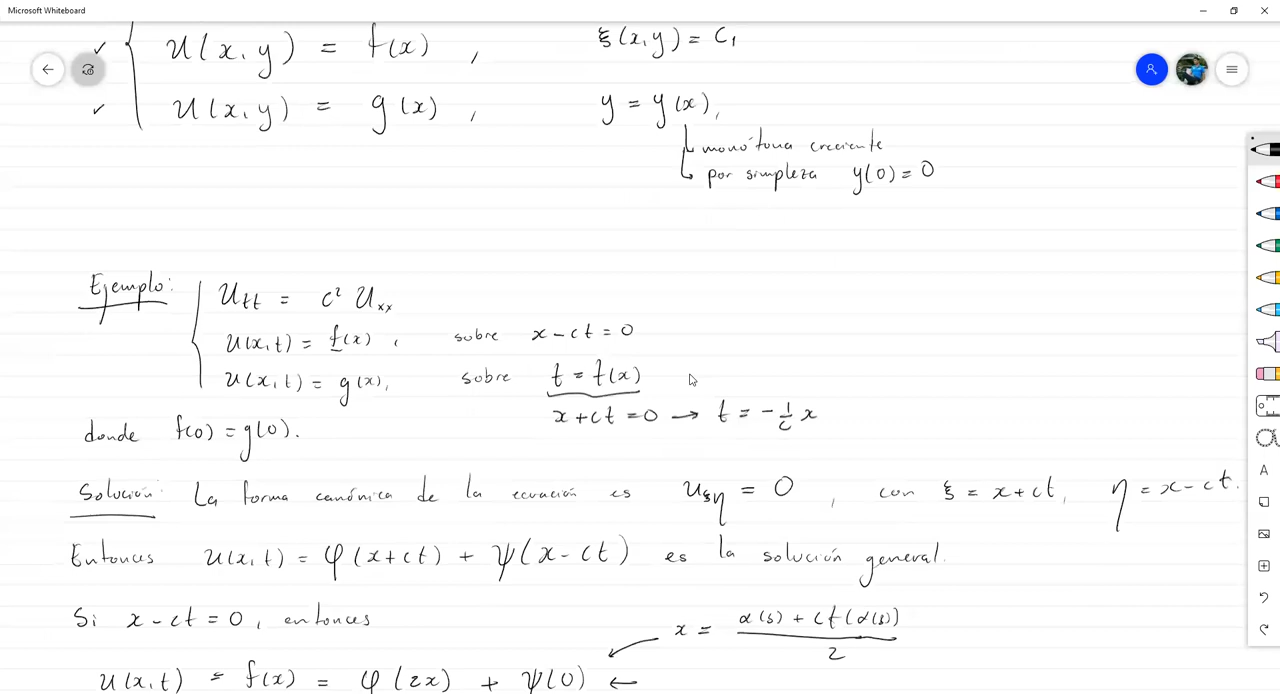 Microsoft Whiteboard
✓ { u(x,y) = f(x) , ξ(x,y) = C₁
✓ u(x,y) = g(x) , y = y(x),
monótona creciente
por simpleza y(0) = 0
Ejemplo: { u_tt = c² u_xx
u(x,t) = f(x) , sobre x - ct = 0
u(x,t) = g(x), sobre t = t(x)
x + ct = 0 → t = - 1/c x
donde f(0) = g(0).
Solución: La forma canónica de la ecuación es u_ξη = 0 , con ξ = x + ct, η = x - ct.
Entonces u(x,t) = φ(x+ct) + ψ(x-ct) es la solución general.
Si x - ct = 0, entonces
x = (α(s) + ct(α(s)))/2
u(x,t) = f(x) = φ(2x) + ψ(0) ←
A